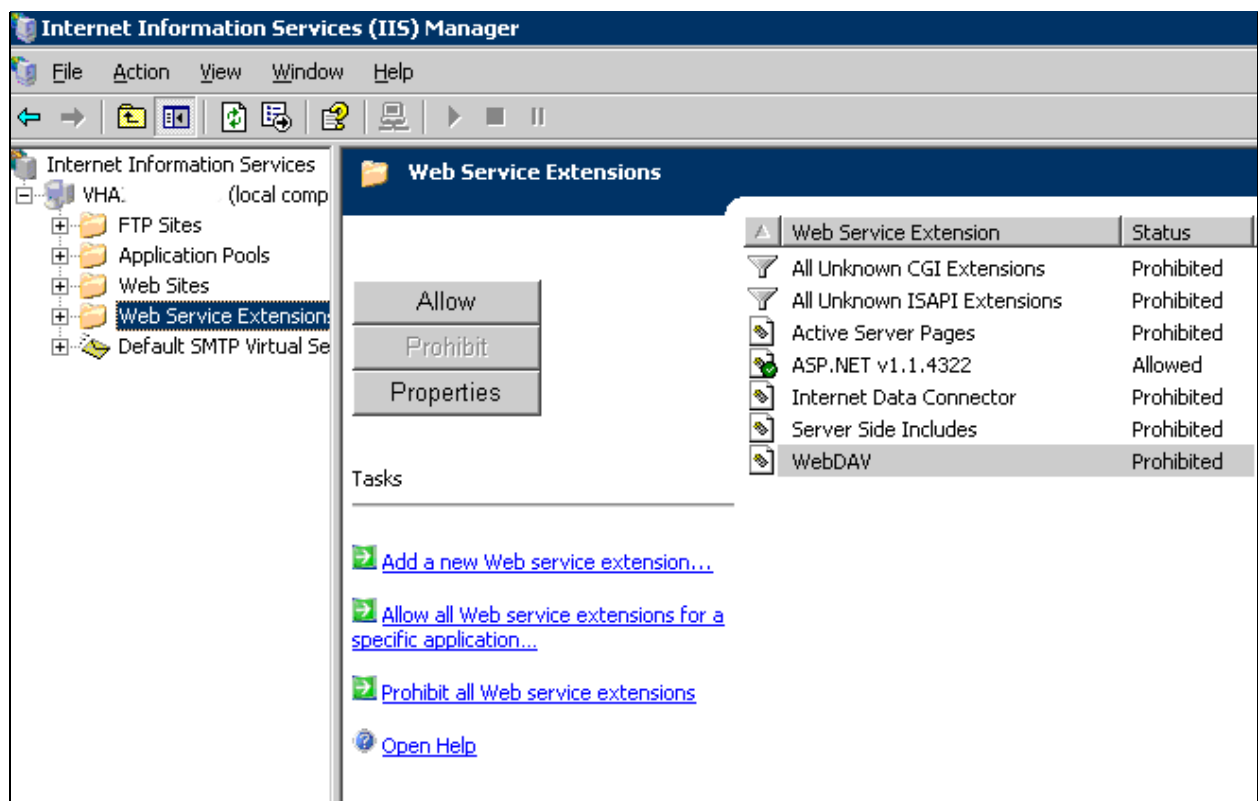 Internet Information Services (IIS) Manager
File Action View Window Help
Internet Information Services
VHA. (local comp
FTP Sites
Application Pools
Web Sites
Web Service Extension
Default SMTP Virtual Se
Web Service Extensions
Allow
Prohibit
Properties
Tasks
Add a new Web service extension...
Allow all Web service extensions for a
specific application...
Prohibit all Web service extensions
Open Help
Web Service Extension Status
All Unknown CGI Extensions Prohibited
All Unknown ISAPI Extensions Prohibited
Active Server Pages Prohibited
ASP.NET v1.1.4322 Allowed
Internet Data Connector Prohibited
Server Side Includes Prohibited
WebDAV Prohibited